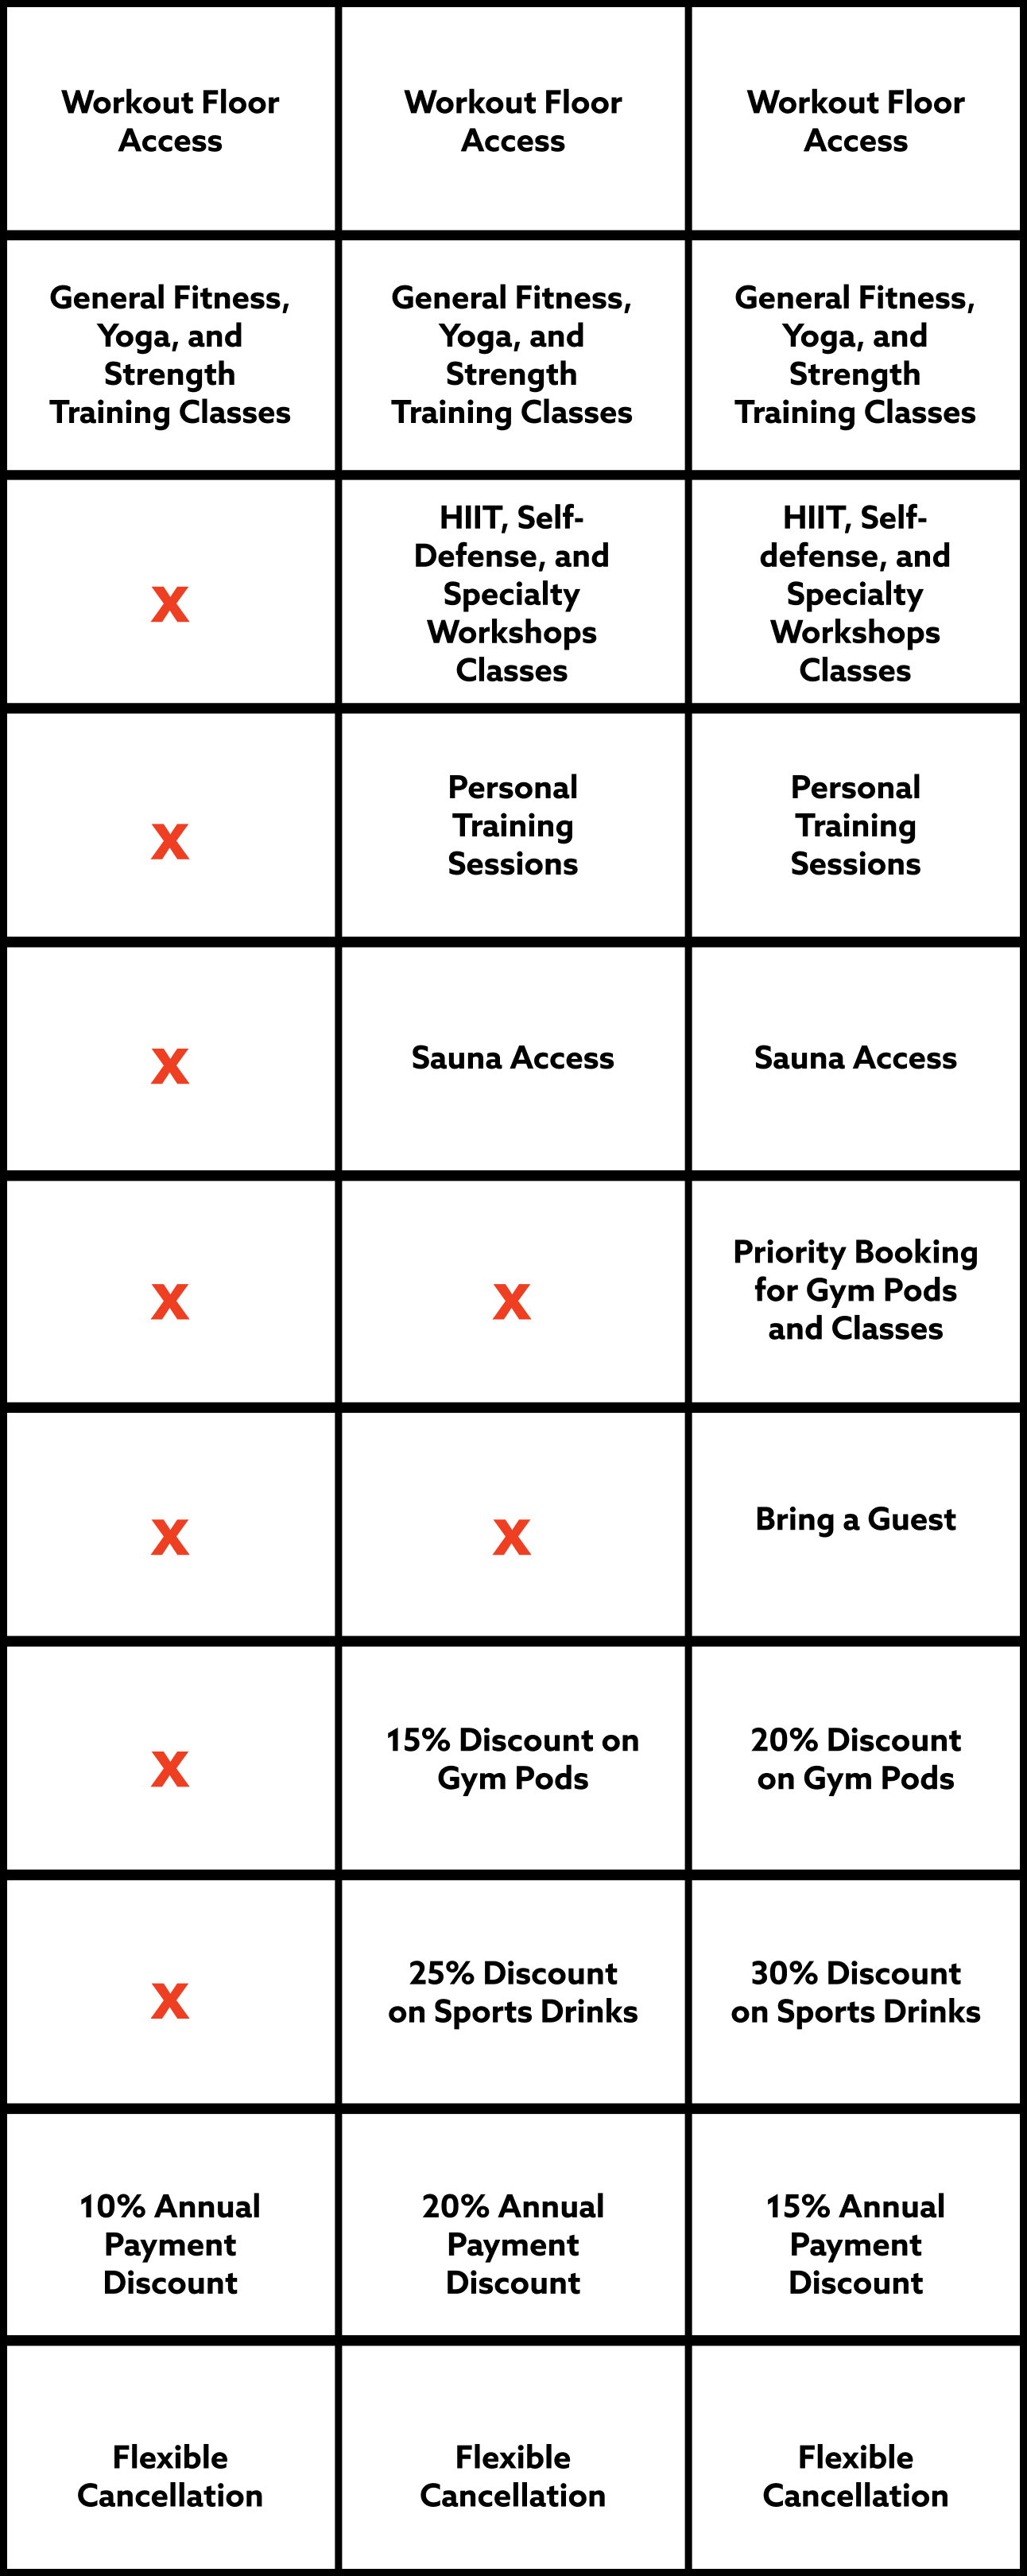 Workout Floor
Access
Workout Floor
Access
Workout Floor
Access
General Fitness,
Yoga, and
Strength
Training Classes
General Fitness,
Yoga, and
Strength
Training Classes
General Fitness,
Yoga, and
Strength
Training Classes
X
HIIT, Self-
Defense, and
Specialty
Workshops
Classes
HIIT, Self-
defense, and
Specialty
Workshops
Classes
X
Personal
Training
Sessions
Personal
Training
Sessions
X
Sauna Access
Sauna Access
X
X
Priority Booking
for Gym Pods
and Classes
X
X
Bring a Guest
X
15% Discount on
Gym Pods
20% Discount
on Gym Pods
X
25% Discount
on Sports Drinks
30% Discount
on Sports Drinks
10% Annual
Payment
Discount
20% Annual
Payment
Discount
15% Annual
Payment
Discount
Flexible
Cancellation
Flexible
Cancellation
Flexible
Cancellation